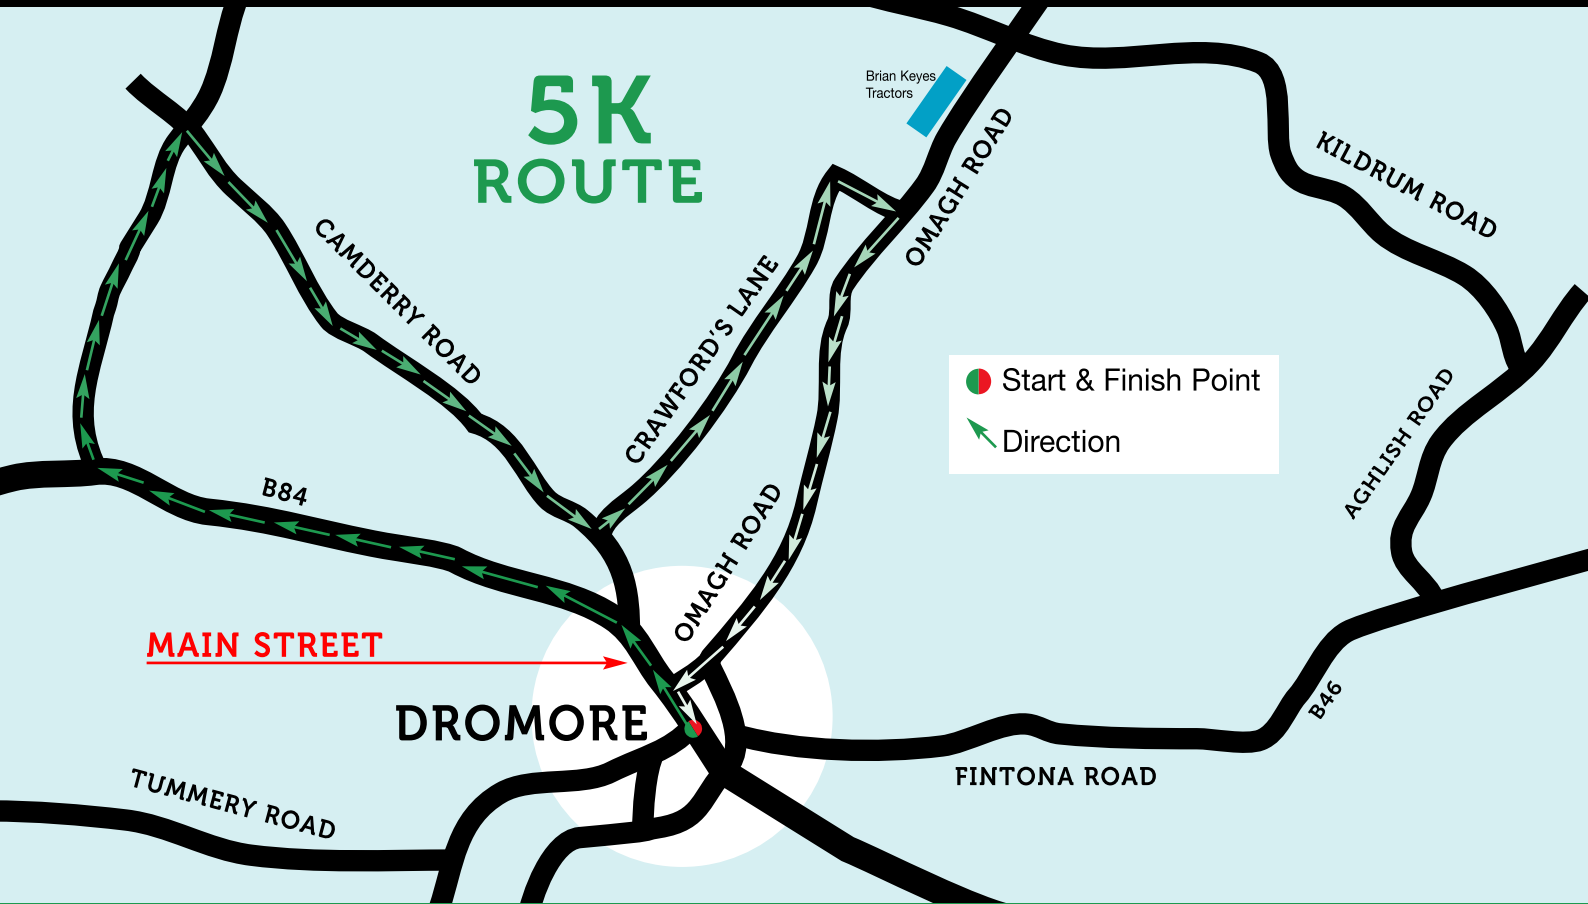 5K
ROUTE
Brian Keyes
Tractors
OMAGH ROAD
KILDRUM ROAD
CAMDERRY ROAD
CRAWFORD'S LANE
Start & Finish Point
Direction
AGHLISH ROAD
B84
OMAGH ROAD
MAIN STREET
DROMORE
B46
FINTONA ROAD
TUMMERY ROAD